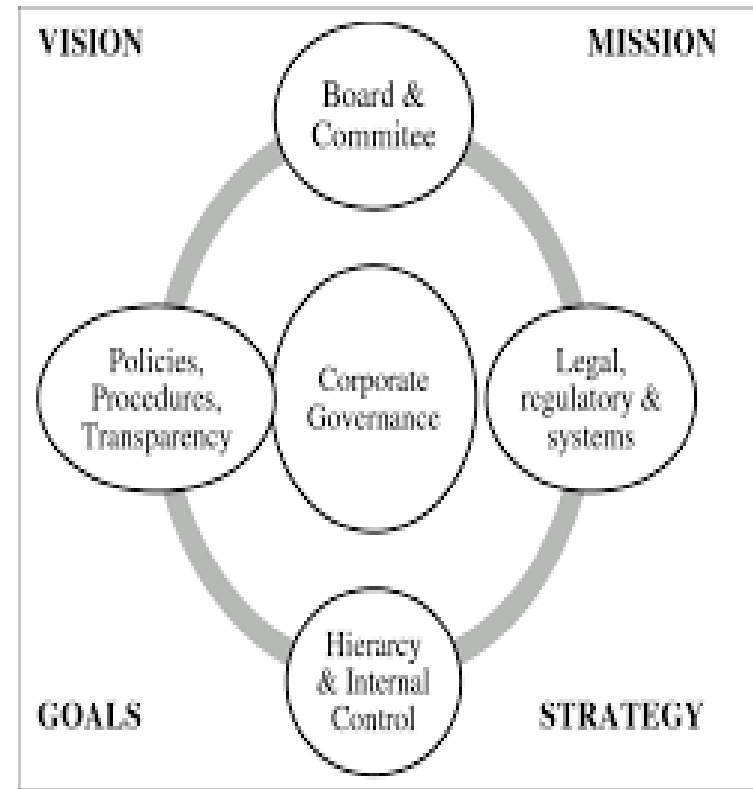 VISION
MISSION
Board &
Commitee
Policies,
Procedures,
Transparency
Corporate
Governance
Legal,
regulatory &
systems
Hierarcy
& Internal
Control
GOALS
STRATEGY